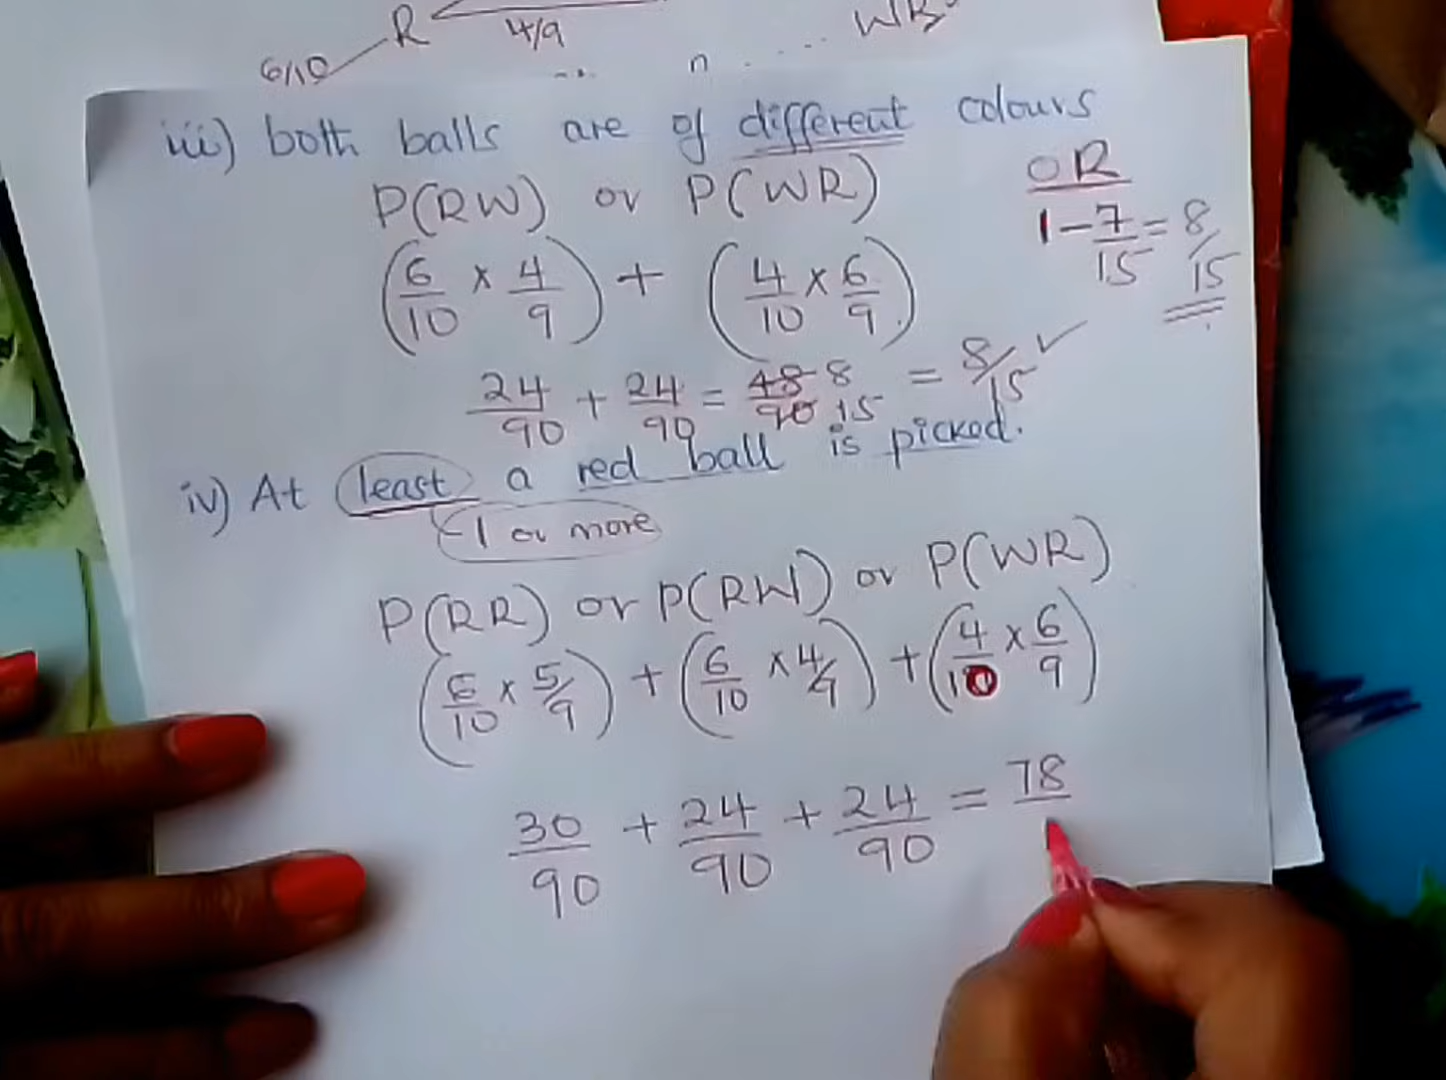 R
4/9
WR
6/10
iii) both balls are of different colours
P(RW) or P(WR)
OR
1 - 7/15 = 8/15
(6/10 × 4/9) + (4/10 × 6/9)
24/90 + 24/90 = 48/90 8/15 = 8/15 ✓
iv) At least a red ball is picked.
1 or more
P(RR) or P(RW) or P(WR)
(6/10 × 5/9) + (6/10 × 4/9) + (4/10 × 6/9)
30/90 + 24/90 + 24/90 = 78